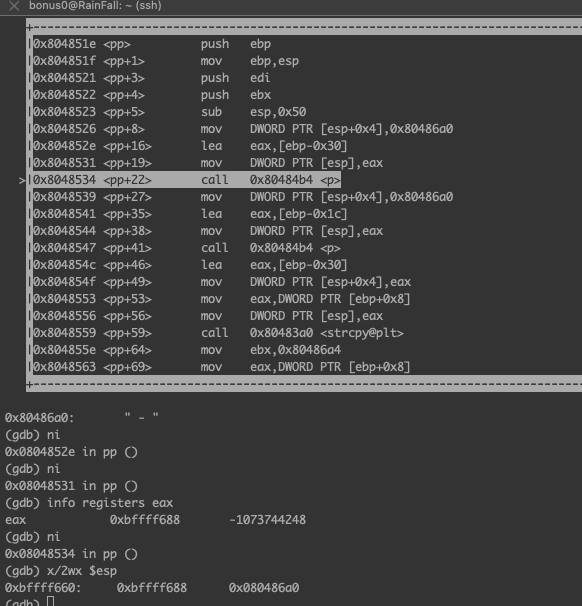 bonus0@RainFall: ~ (ssh)
0x804851e <pp> push ebp
0x804851f <pp+1> mov ebp,esp
0x8048521 <pp+3> push edi
0x8048522 <pp+4> push ebx
0x8048523 <pp+5> sub esp,0x50
0x8048526 <pp+8> mov DWORD PTR [esp+0x4],0x80486a0
0x804852e <pp+16> lea eax,[ebp-0x30]
0x8048531 <pp+19> mov DWORD PTR [esp],eax
>0x8048534 <pp+22> call 0x80484b4 <p>
0x8048539 <pp+27> mov DWORD PTR [esp+0x4],0x80486a0
0x8048541 <pp+35> lea eax,[ebp-0x1c]
0x8048544 <pp+38> mov DWORD PTR [esp],eax
0x8048547 <pp+41> call 0x80484b4 <p>
0x804854c <pp+46> lea eax,[ebp-0x30]
0x804854f <pp+49> mov DWORD PTR [esp+0x4],eax
0x8048553 <pp+53> mov eax,DWORD PTR [ebp+0x8]
0x8048556 <pp+56> mov DWORD PTR [esp],eax
0x8048559 <pp+59> call 0x80483a0 <strcpy@plt>
0x804855e <pp+64> mov ebx,0x80486a4
0x8048563 <pp+69> mov eax,DWORD PTR [ebp+0x8]
0x80486a0: " - "
(gdb) ni
0x0804852e in pp ()
(gdb) ni
0x08048531 in pp ()
(gdb) info registers eax
eax 0xbffff688 -1073744248
(gdb) ni
0x08048534 in pp ()
(gdb) x/2wx $esp
0xbffff660: 0xbffff688 0x080486a0
(gdb)